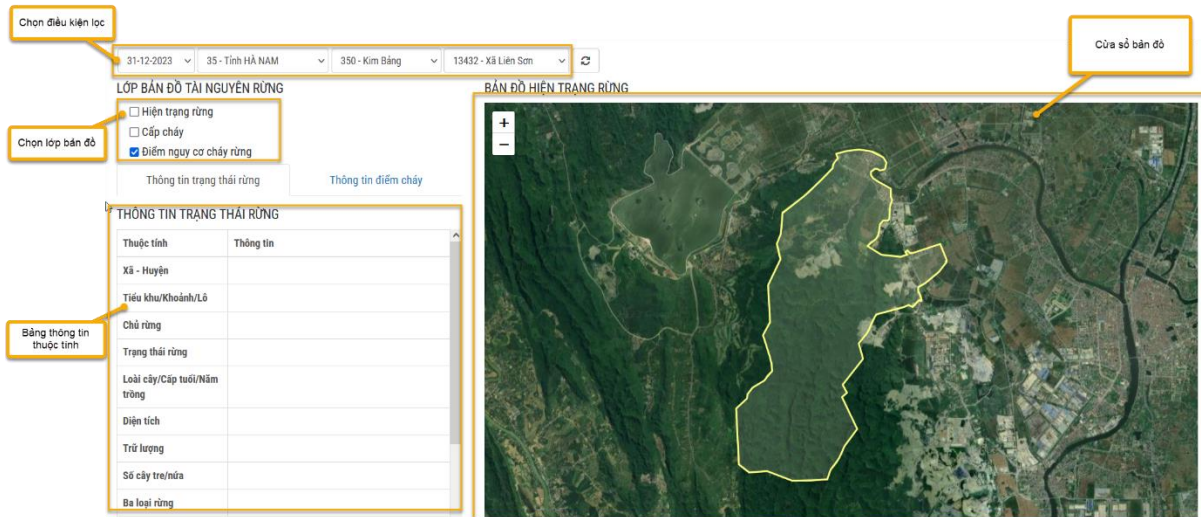 Chọn điều kiện lọc
Cửa sổ bản đồ
31-12-2023 35 - Tỉnh HÀ NAM 350 - Kim Bảng 13432 - Xã Liên Sơn
LỚP BẢN ĐỒ TÀI NGUYÊN RỪNG
BẢN ĐỒ HIỆN TRẠNG RỪNG
Chọn lớp bản đồ
Hiện trạng rừng
Cấp cháy
Điểm nguy cơ cháy rừng
+
−
Thông tin trạng thái rừng Thông tin điểm cháy
THÔNG TIN TRẠNG THÁI RỪNG
Thuộc tính Thông tin
Xã - Huyện
Tiểu khu/Khoảnh/Lô
Bảng thông tin
thuộc tính
Chủ rừng
Trạng thái rừng
Loài cây/Cấp tuổi/Năm
trồng
Diện tích
Trữ lượng
Số cây tre/nứa
Ba loại rừng